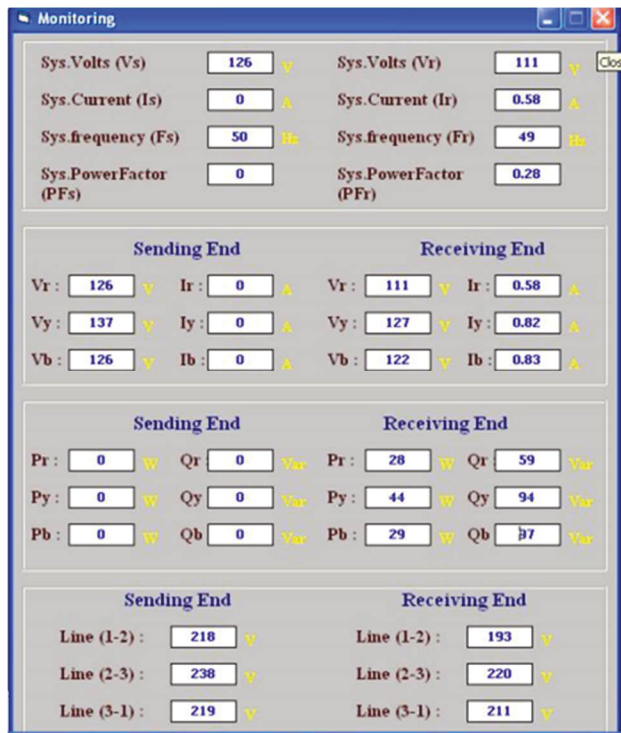 Monitoring
Sys.Volts (Vs) 126 V Sys.Volts (Vr) 111 V Clos
Sys.Current (Is) 0 A Sys.Current (Ir) 0.58 A
Sys.frequency (Fs) 50 Hz Sys.frequency (Fr) 49 Hz
Sys.PowerFactor (PFs) 0 Sys.PowerFactor (PFr) 0.28
Sending End Receiving End
Vr : 126 V Ir : 0 A Vr : 111 V Ir : 0.58 A
Vy : 137 V Iy : 0 A Vy : 127 V Iy : 0.82 A
Vb : 126 V Ib : 0 A Vb : 122 V Ib : 0.83 A
Sending End Receiving End
Pr : 0 W Qr : 0 Var Pr : 28 W Qr : 59 Var
Py : 0 W Qy : 0 Var Py : 44 W Qy : 94 Var
Pb : 0 W Qb 0 Var Pb : 29 W Qb 97 Var
Sending End Receiving End
Line (1-2) : 218 V Line (1-2) : 193 V
Line (2-3) : 238 V Line (2-3) : 220 V
Line (3-1) : 219 V Line (3-1) : 211 V